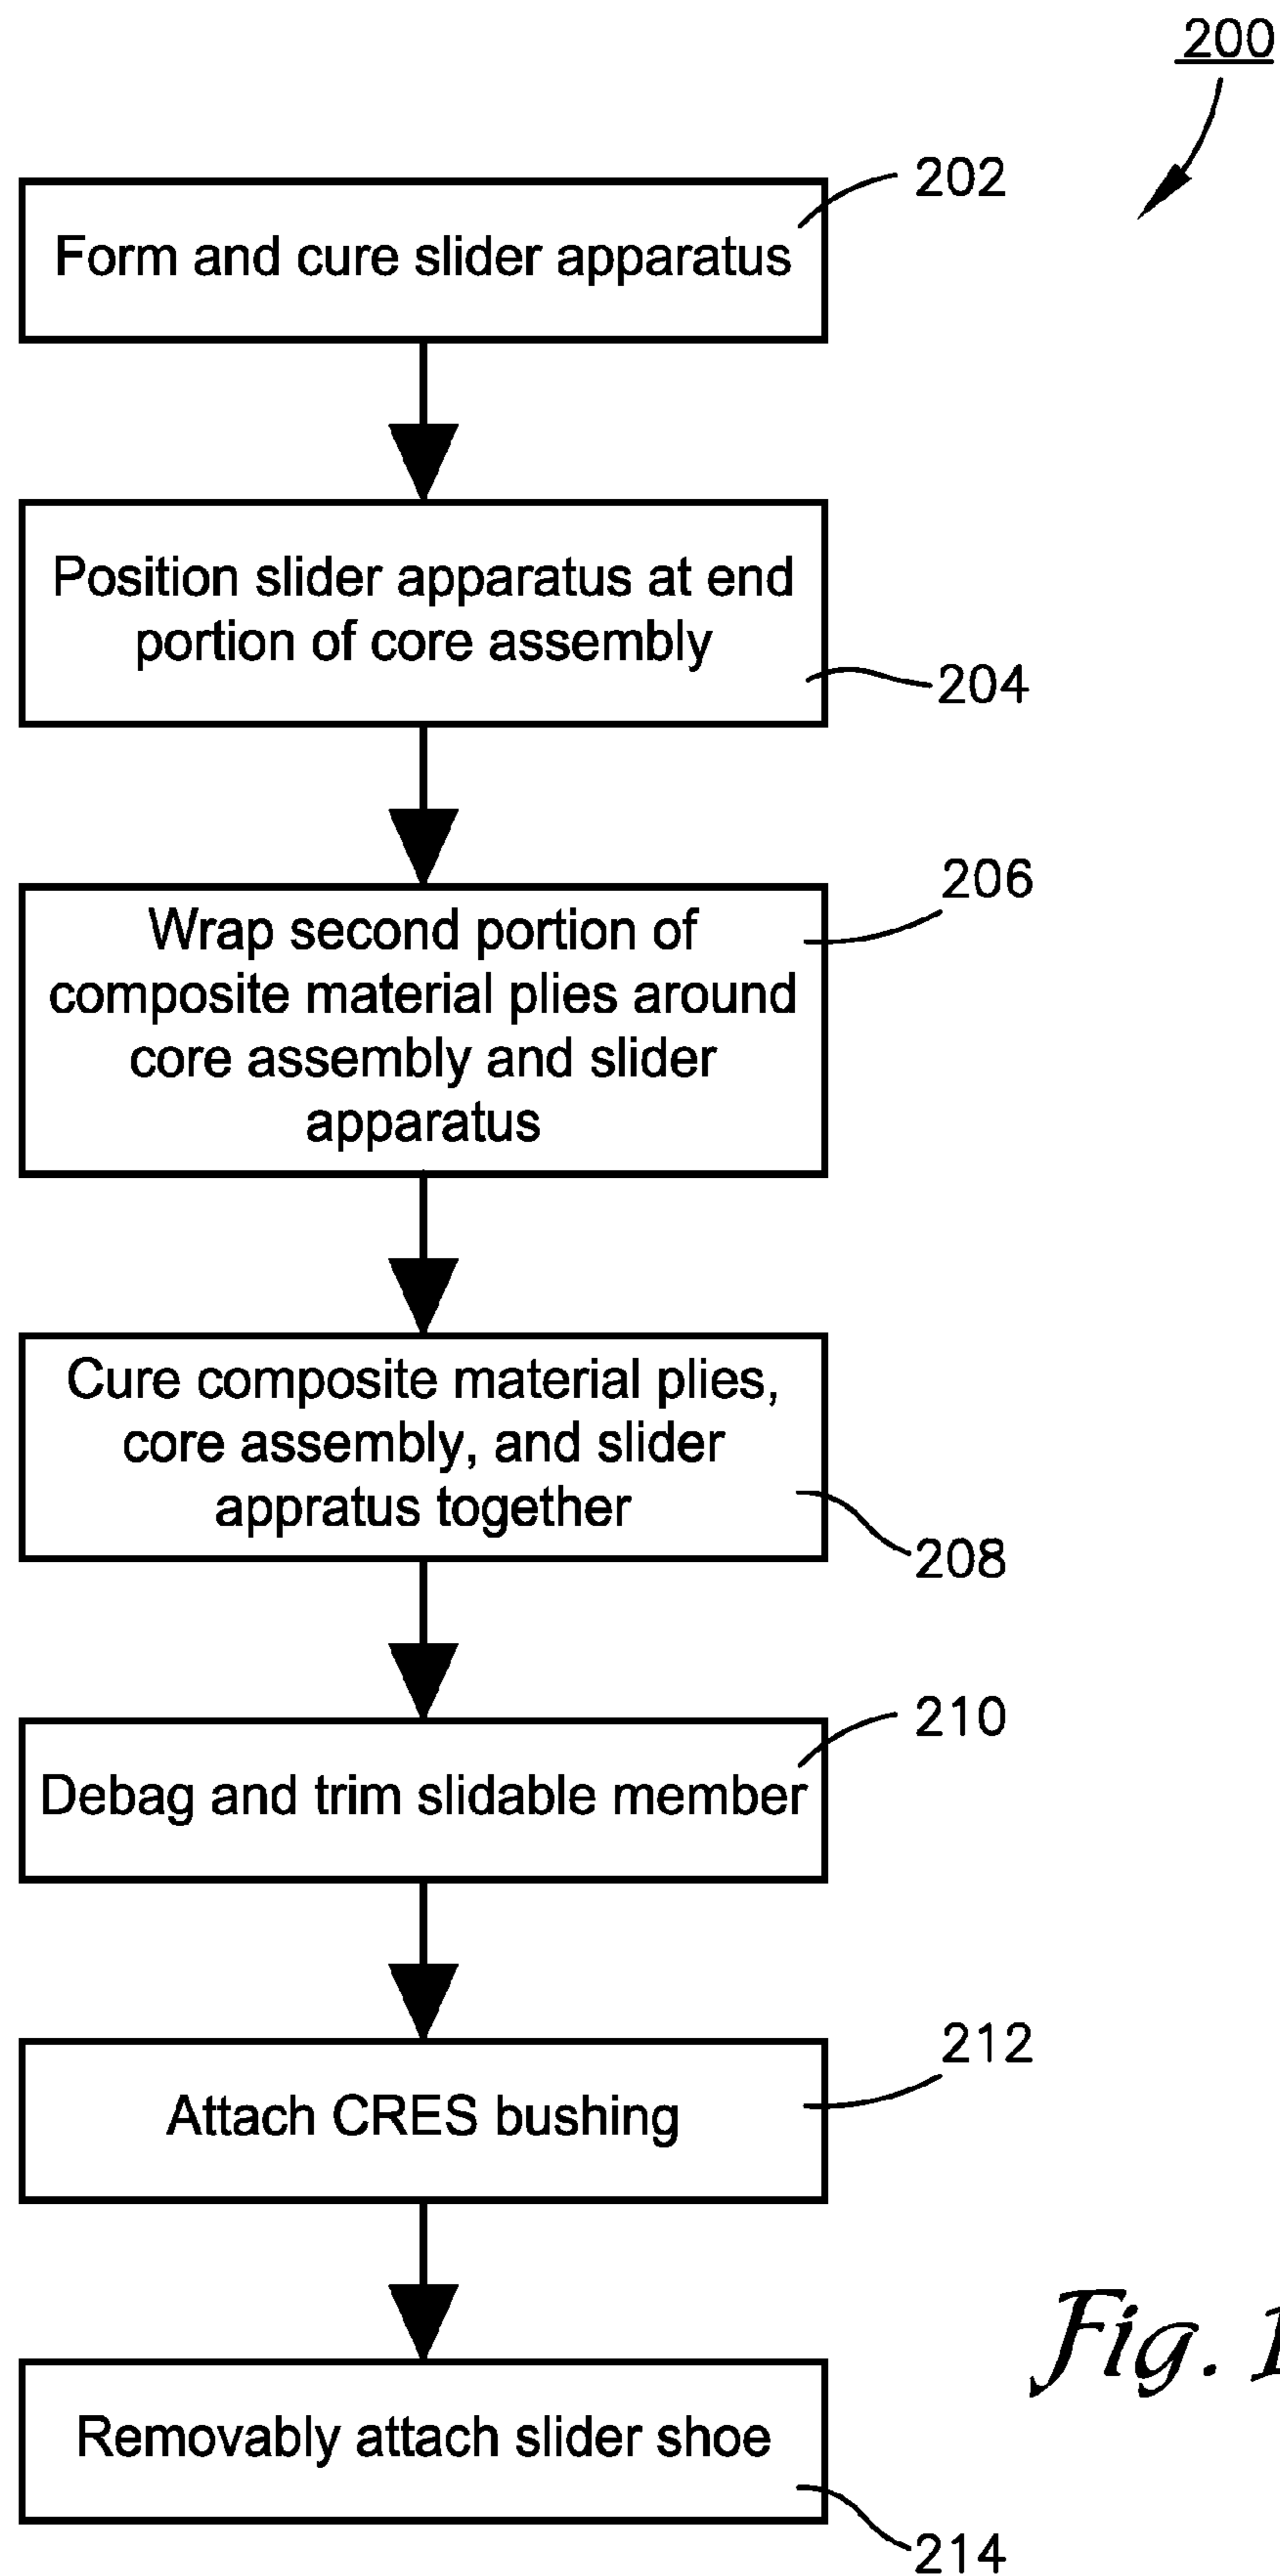 200
202
Form and cure slider apparatus
Position slider apparatus at end
portion of core assembly
204
206
Wrap second portion of
composite material plies around
core assembly and slider
apparatus
Cure composite material plies,
core assembly, and slider
appratus together
208
210
Debag and trim slidable member
212
Attach CRES bushing
Removably attach slider shoe
214
Fig.